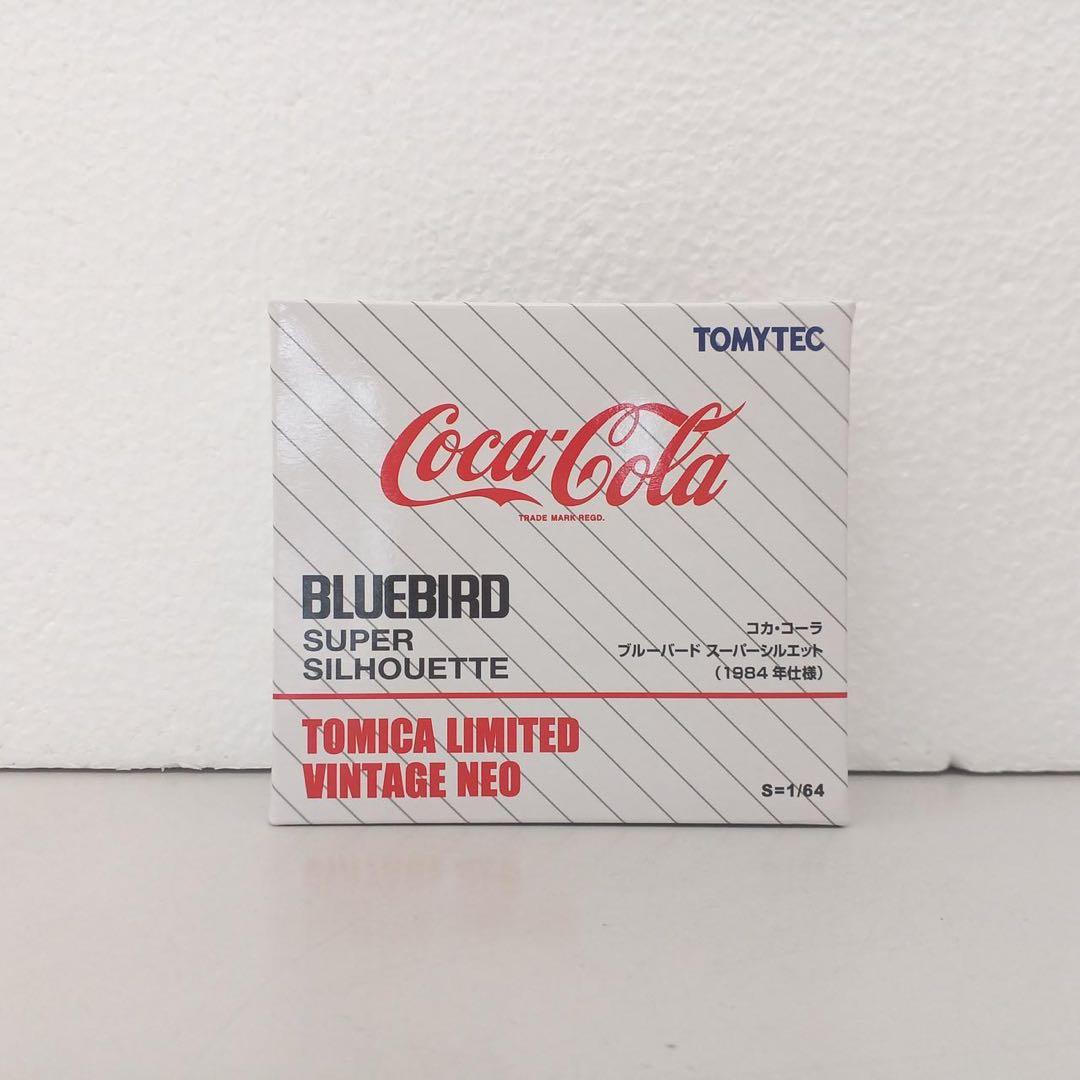 TOMYTEC
Coca-Cola
TRADE MARK REGD.
BLUEBIRD
SUPER
SILHOUETTE
コカ・コーラ
ブルーバード スーパーシルエット
(1984年仕様)
TOMICA LIMITED
VINTAGE NEO
S=1/64